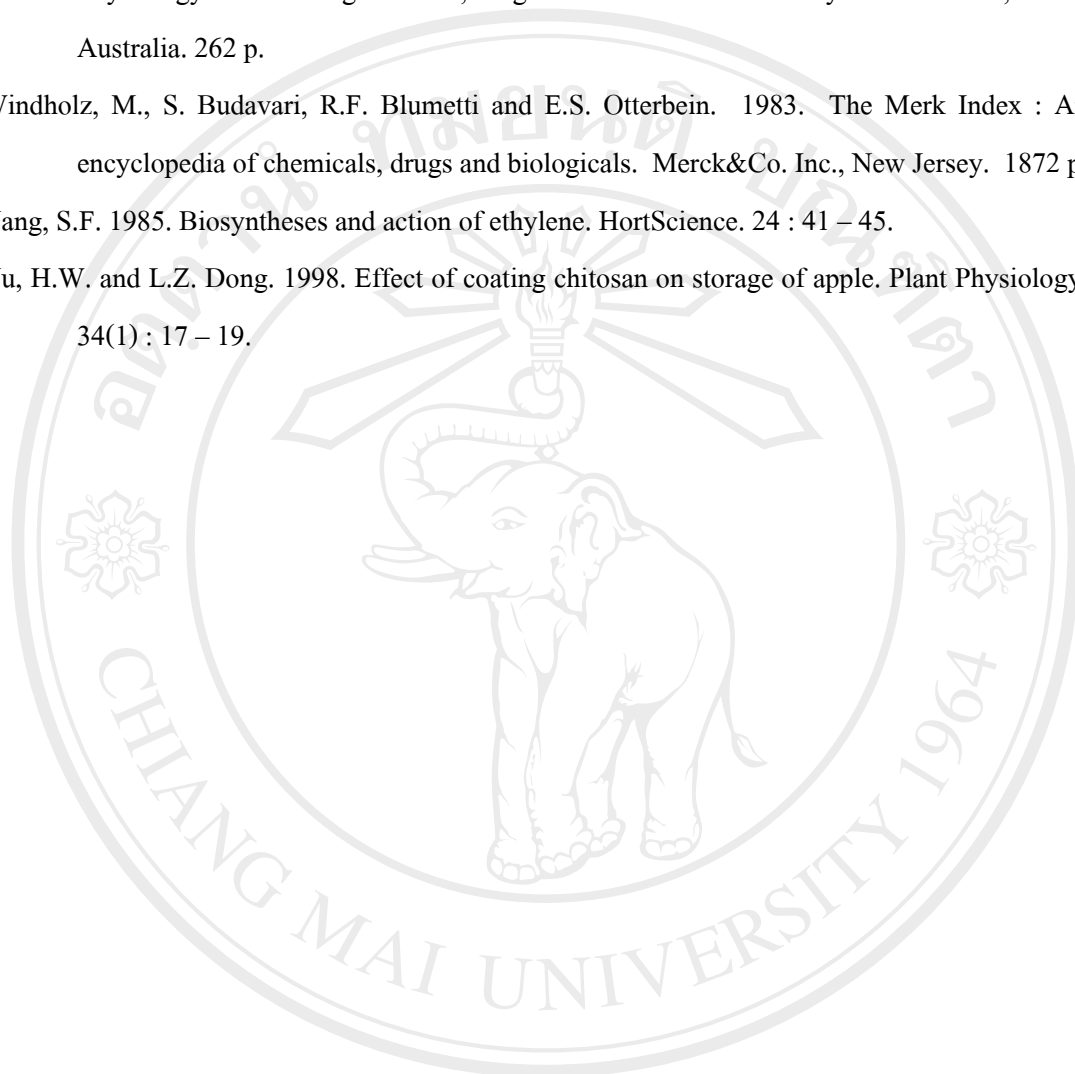 Australia. 262 p.
indholz, M., S. Budavari, R.F. Blumetti and E.S. Otterbein. 1983. The Merk Index : A
encyclopedia of chemicals, drugs and biologicals. Merck&Co. Inc., New Jersey. 1872 p
ang, S.F. 1985. Biosyntheses and action of ethylene. HortScience. 24 : 41 – 45.
u, H.W. and L.Z. Dong. 1998. Effect of coating chitosan on storage of apple. Plant Physiology
34(1) : 17 – 19.
CHIANG MAI UNIVERSITY 1964